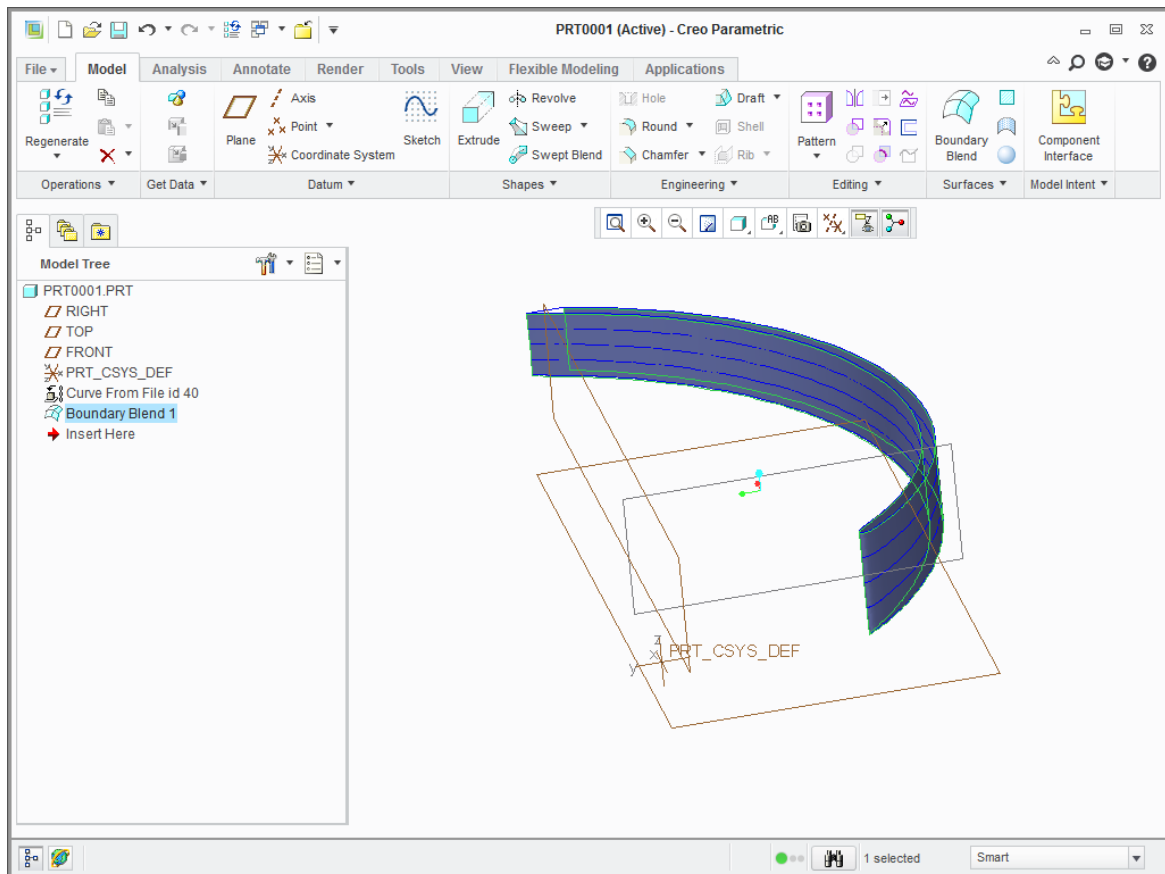 PRT0001 (Active) - Creo Parametric
File Model Analysis Annotate Render Tools View Flexible Modeling Applications
Regenerate
Plane
Axis
Point
Coordinate System
Sketch
Extrude
Revolve
Sweep
Swept Blend
Hole
Round
Chamfer
Draft
Shell
Rib
Pattern
Boundary
Blend
Component
Interface
Operations Get Data Datum Shapes Engineering Editing Surfaces Model Intent
AB
Model Tree
PRT0001.PRT
RIGHT
TOP
FRONT
PRT_CSYS_DEF
Curve From File id 40
Boundary Blend 1
Insert Here
z
x
y
PRT_CSYS_DEF
1 selected
Smart